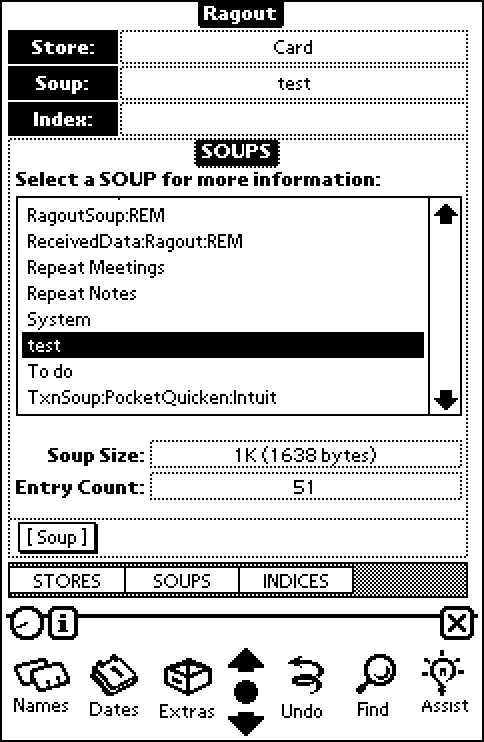 Ragout
Store: Card
Soup: test
Index:
SOUPS
Select a SOUP for more information:
RagoutSoup:REM
ReceivedData:Ragout:REM
Repeat Meetings
Repeat Notes
System
test
To do
TxnSoup:PocketQuicken:Intuit
Soup Size: 1K (1638 bytes)
Entry Count: 51
[ Soup ]
STORES SOUPS INDICES
i
Names Dates Extras Undo Find Assist